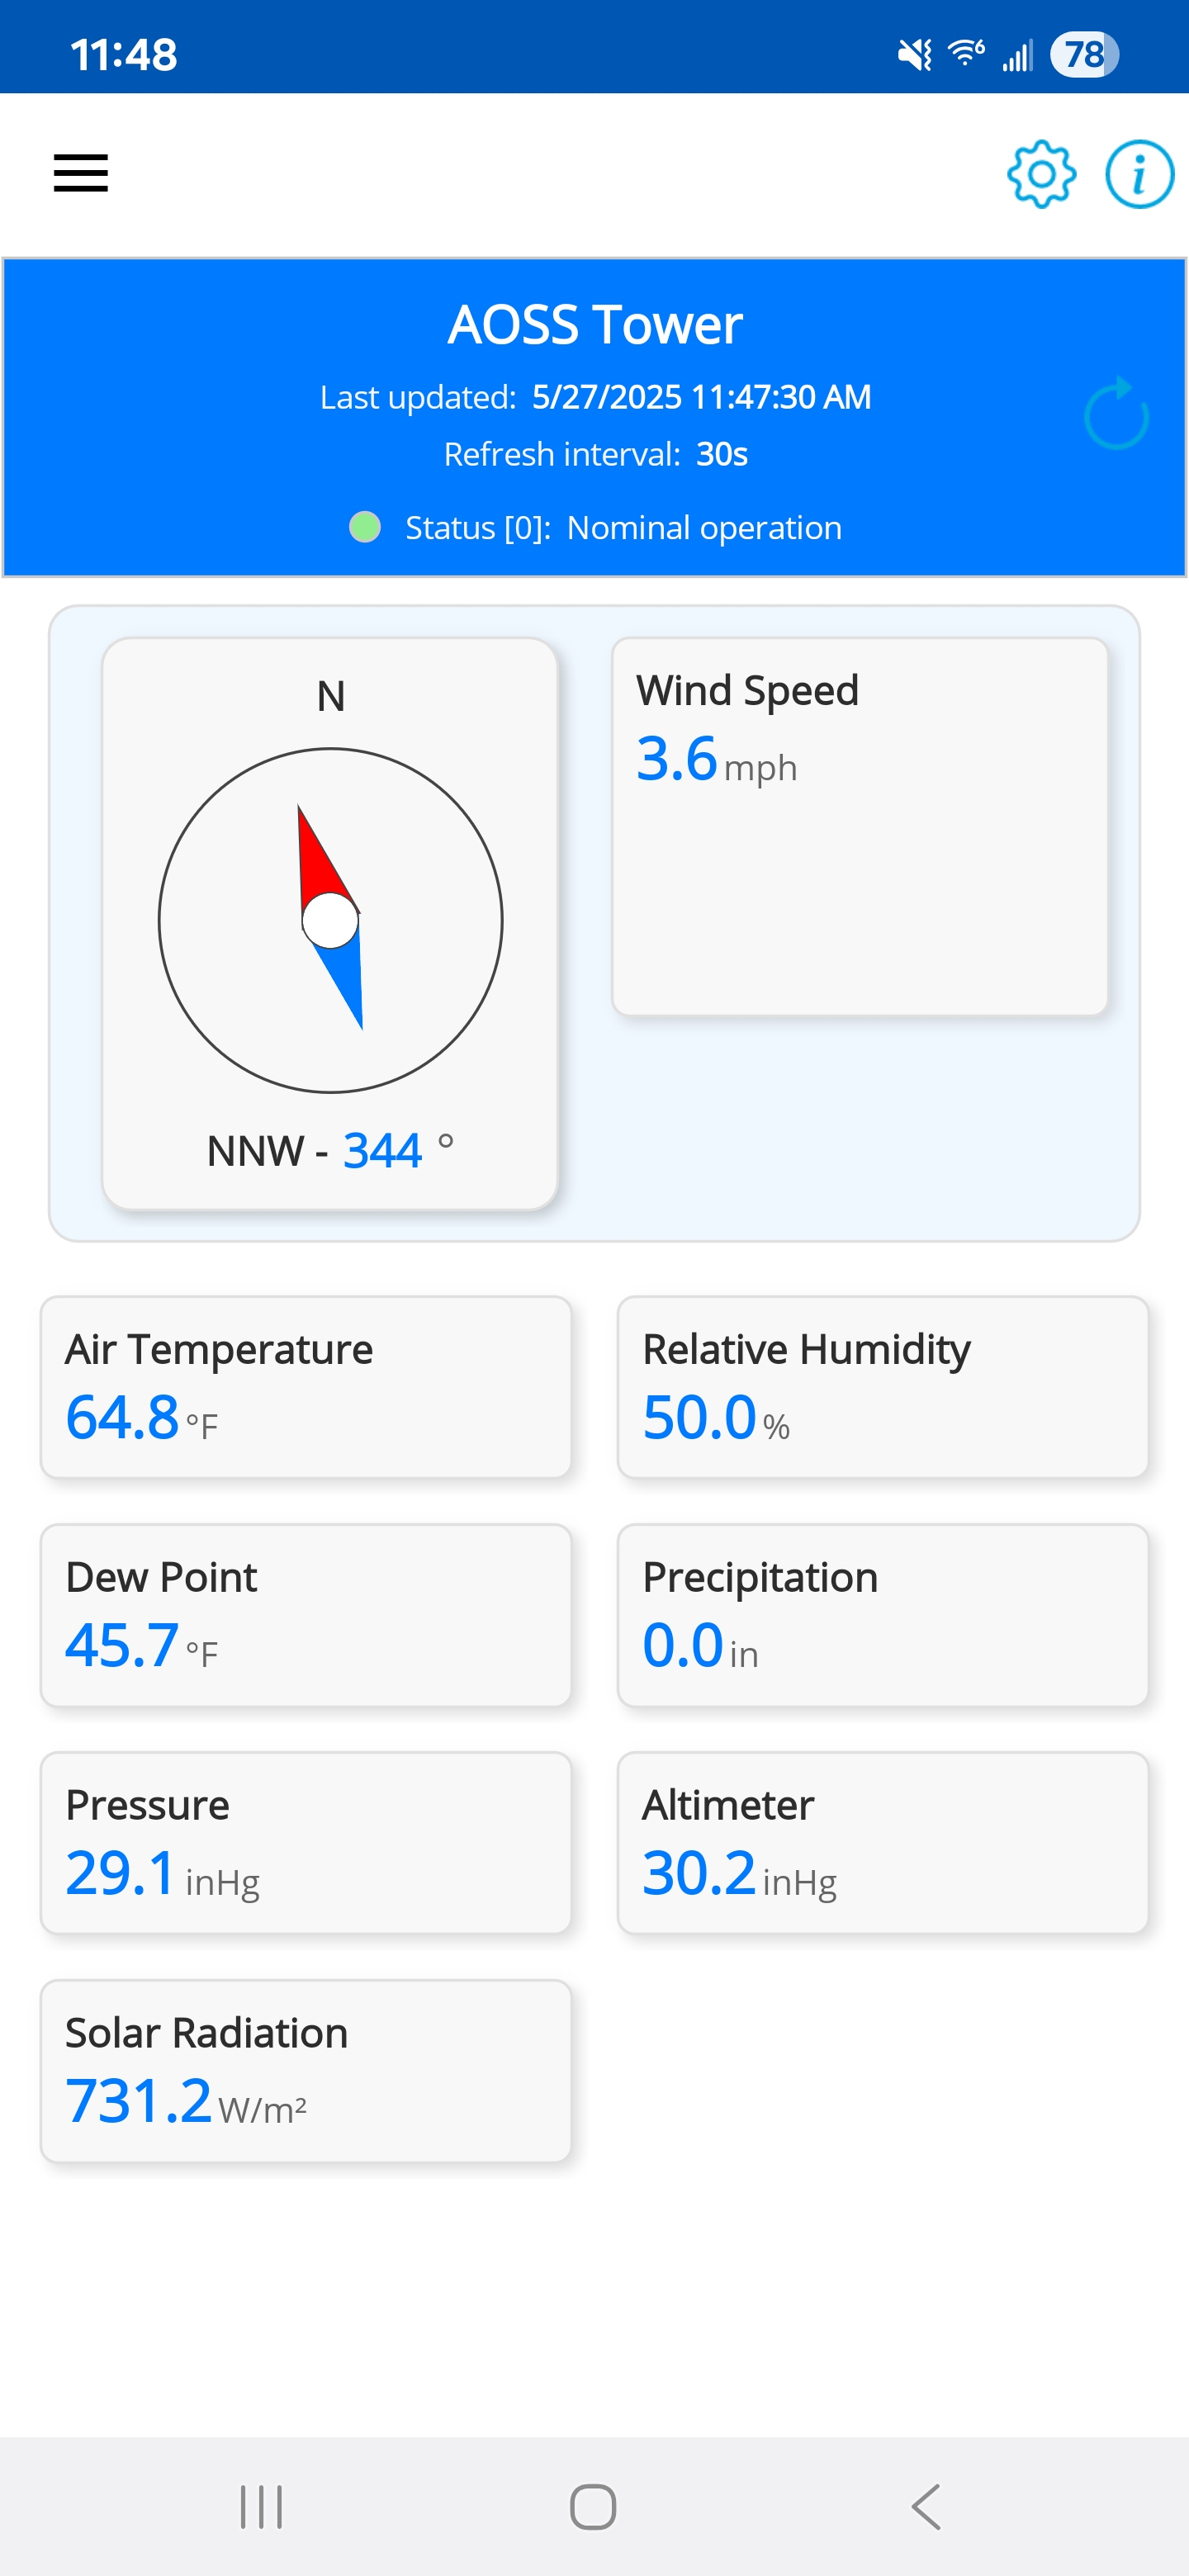 11:48
6
78
i
AOSS Tower
Last updated: 5/27/2025 11:47:30 AM
Refresh interval: 30s
Status [0]: Nominal operation
N
NNW - 344 °
Wind Speed
3.6 mph
Air Temperature
64.8 °F
Relative Humidity
50.0 %
Dew Point
45.7 °F
Precipitation
0.0 in
Pressure
29.1 inHg
Altimeter
30.2 inHg
Solar Radiation
731.2 W/m²